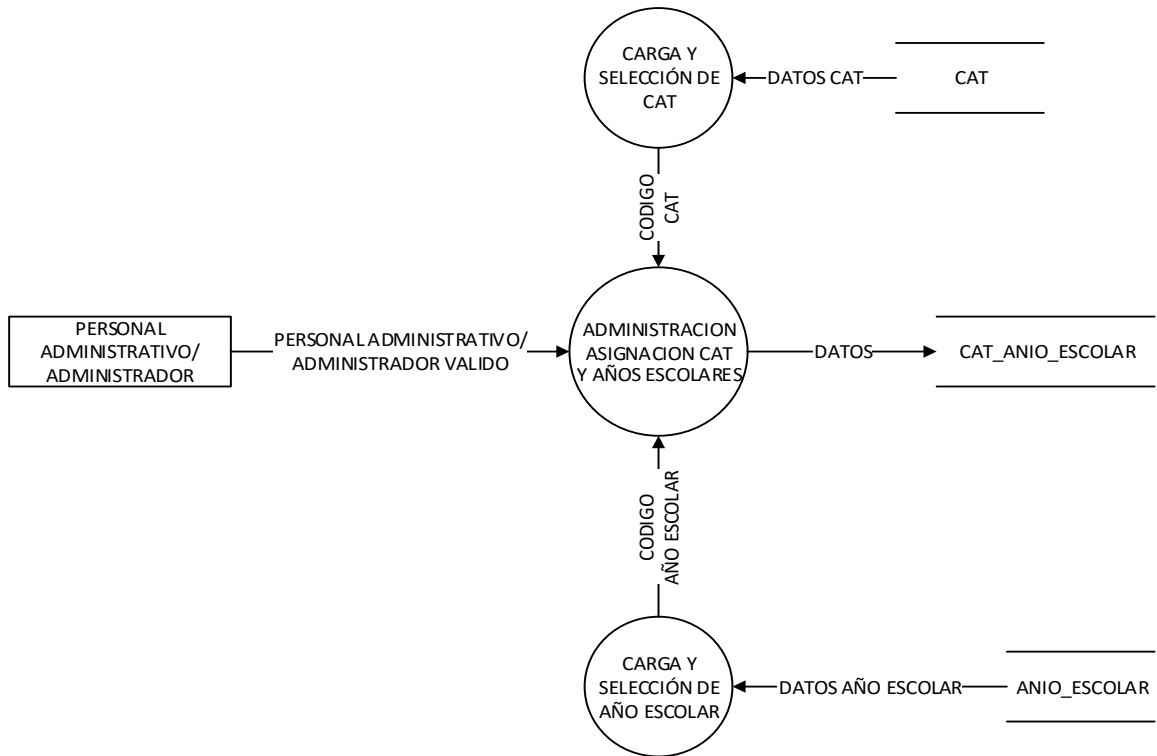 CARGA Y
SELECCIÓN DE
CAT
DATOS CAT
CAT
CODIGO
CAT
PERSONAL
ADMINISTRATIVO/
ADMINISTRADOR
PERSONAL ADMINISTRATIVO/
ADMINISTRADOR VALIDO
ADMINISTRACION
ASIGNACION CAT
Y AÑOS ESCOLARES
DATOS
CAT_ANIO_ESCOLAR
CODIGO
AÑO ESCOLAR
CARGA Y
SELECCIÓN DE
AÑO ESCOLAR
DATOS AÑO ESCOLAR
ANIO_ESCOLAR